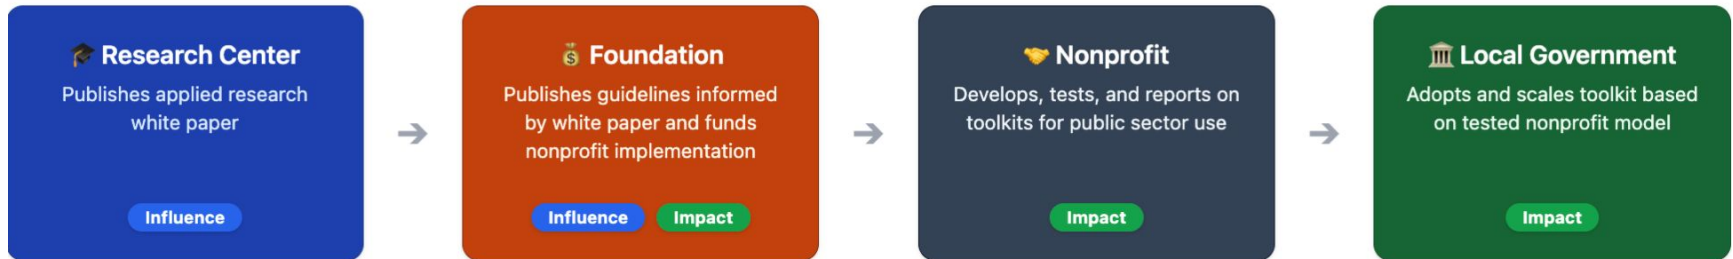 Research Center
Publishes applied research
white paper
Influence
Foundation
Publishes guidelines informed
by white paper and funds
nonprofit implementation
Influence
Impact
Nonprofit
Develops, tests, and reports on
toolkits for public sector use
Impact
Local Government
Adopts and scales toolkit based
on tested nonprofit model
Impact